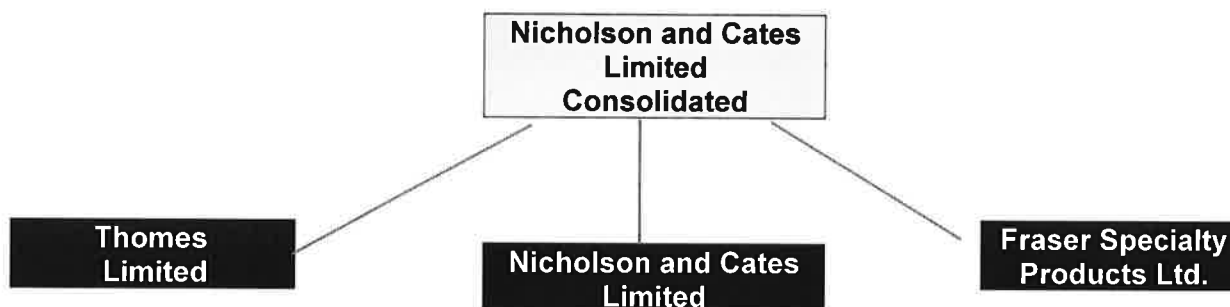 Nicholson and Cates
Limited
Consolidated
Thomes
Limited
Nicholson and Cates
Limited
Fraser Specialty
Products Ltd.